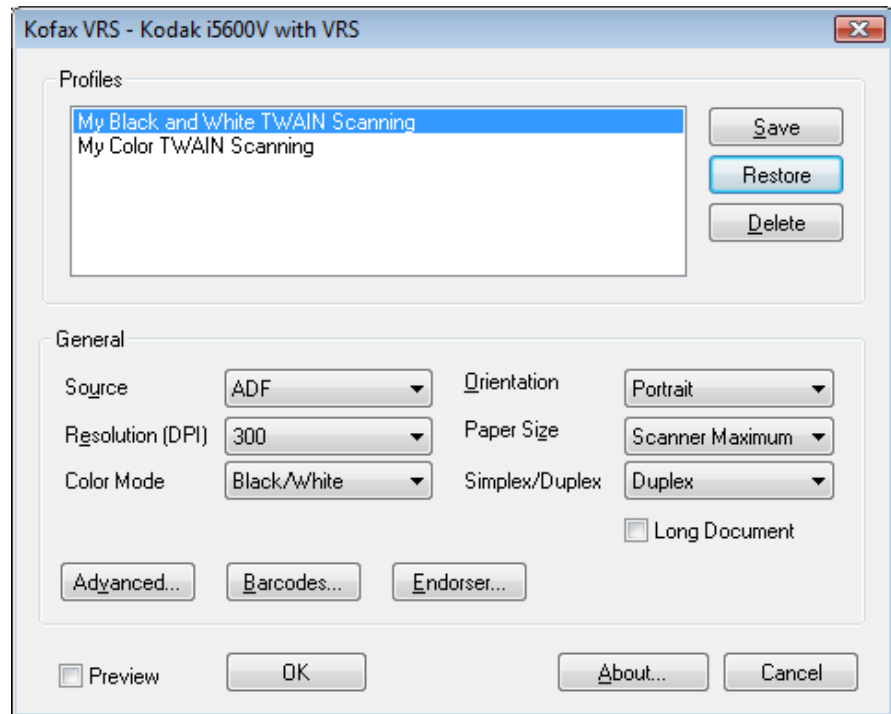 Kofax VRS - Kodak i5600V with VRS
Profiles
My Black and White TWAIN Scanning
My Color TWAIN Scanning
Save
Restore
Delete
General
Source ADF Orientation Portrait
Resolution (DPI) 300 Paper Size Scanner Maximum
Color Mode Black/White Simplex/Duplex Duplex
Long Document
Advanced... Barcodes... Endorser...
Preview OK About... Cancel